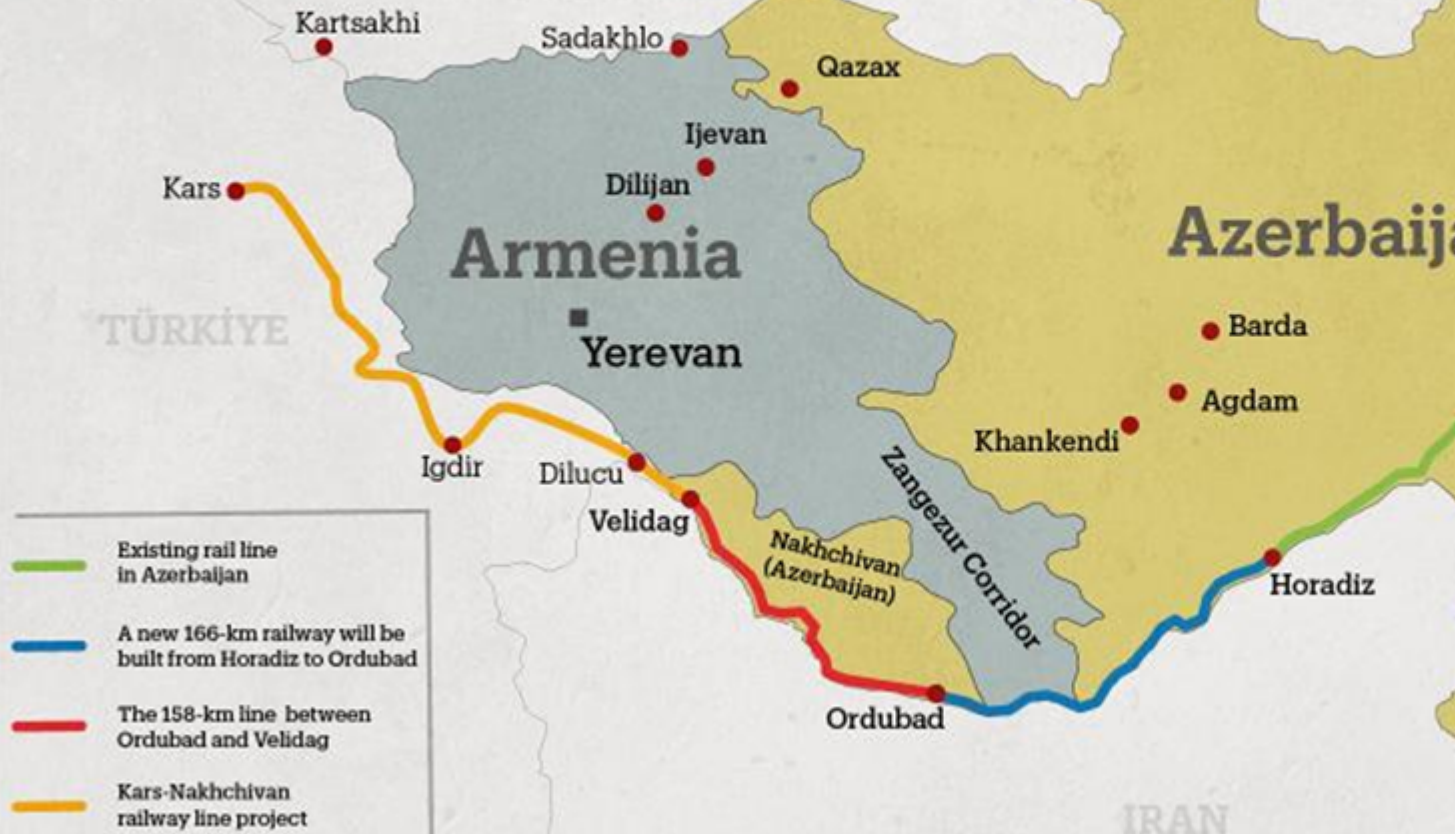 Kartsakhi
Sadakhlo
Qazax
Ijevan
Kars
Dilijan
Armenia
Azerbaij
TÜRKİYE
Yerevan
Barda
Agdam
Khankendi
Igdir
Dilucu
Zangezur Corridor
Velidag
Nakhchivan
(Azerbaijan)
Horadiz
Ordubad
IRAN
Existing rail line
in Azerbaijan
A new 166-km railway will be
built from Horadiz to Ordubad
The 158-km line between
Ordubad and Velidag
Kars-Nakhchivan
railway line project